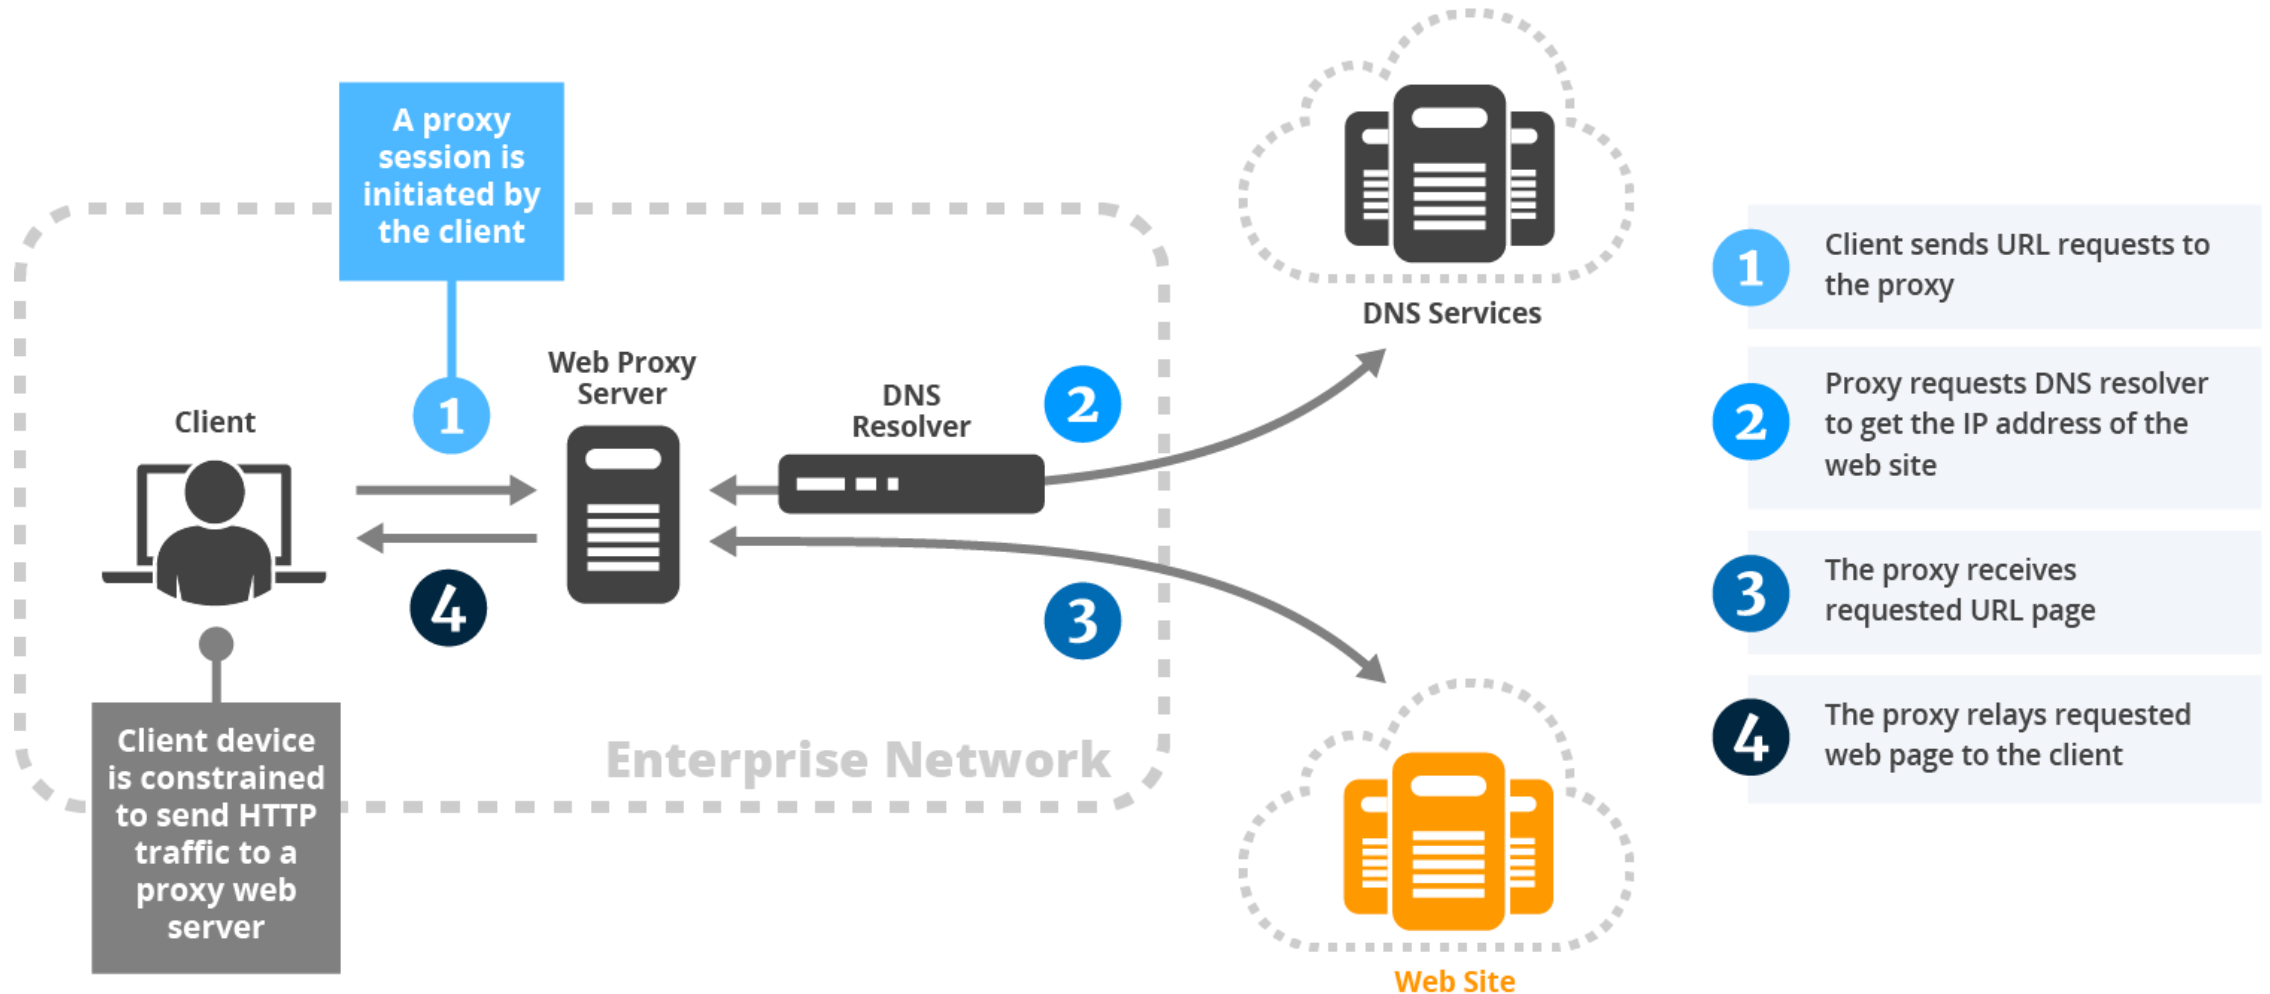 A proxy
session is
initiated by
the client
1
Client
Web Proxy
Server
DNS
Resolver
2
DNS Services
4
3
Client device
is constrained
to send HTTP
traffic to a
proxy web
server
Enterprise Network
Web Site
1
Client sends URL requests to
the proxy
2
Proxy requests DNS resolver
to get the IP address of the
web site
3
The proxy receives
requested URL page
4
The proxy relays requested
web page to the client